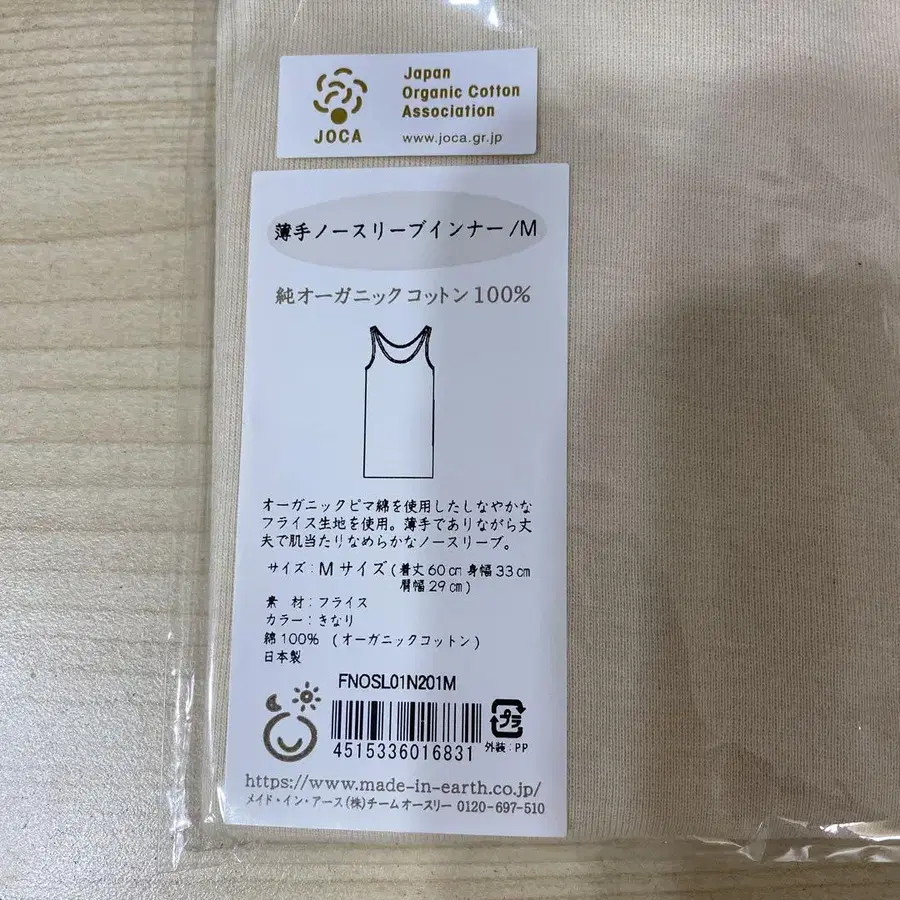 Japan
Organic Cotton
Association
JOCA
www.joca.gr.jp
薄手ノースリーブインナー/M
純オーガニックコットン100%
オーガニックピマ綿を使用したしなやかな
フライス生地を使用。薄手でありながら丈
夫で肌当たりなめらかなノースリーブ。
サイズ:Mサイズ(着丈60㎝ 身幅33㎝
肩幅29㎝)
素 材:フライス
カラー:きなり
綿100% (オーガニックコットン)
日本製
FNOSL01N201M
4515336016831
プラ
外装:PP
https://www.made-in-earth.co.jp/
メイド・イン・アース(株)チームオースリー 0120-697-510